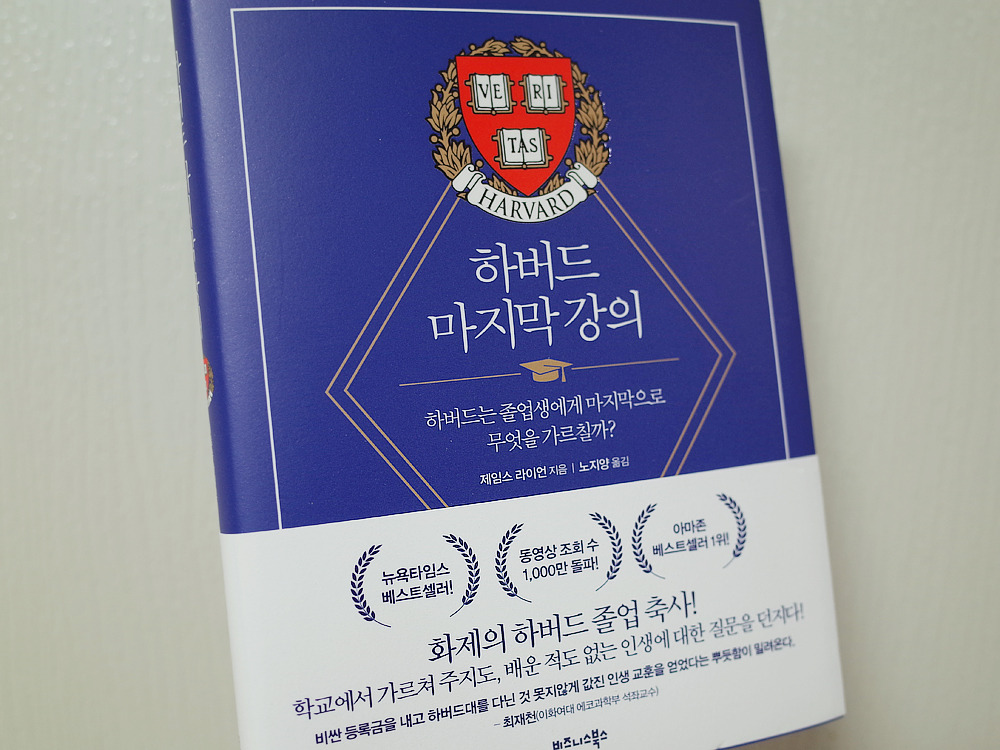 VE RI
TAS
HARVARD
하버드
마지막 강의
하버드는 졸업생에게 마지막으로
무엇을 가르칠까?
제임스 라이언 지음 | 노지양 옮김
뉴욕타임스
베스트셀러!
동영상 조회 수
1,000만 돌파!
아마존
베스트셀러 1위!
화제의 하버드 졸업 축사!
학교에서 가르쳐 주지도, 배운 적도 없는 인생에 대한 질문을 던지다!
비싼 등록금을 내고 하버드대를 다닌 것 못지않게 값진 인생 교훈을 얻었다는 뿌듯함이 밀려온다.
– 최재천(이화여대 에코과학부 석좌교수)
비즈니스북스